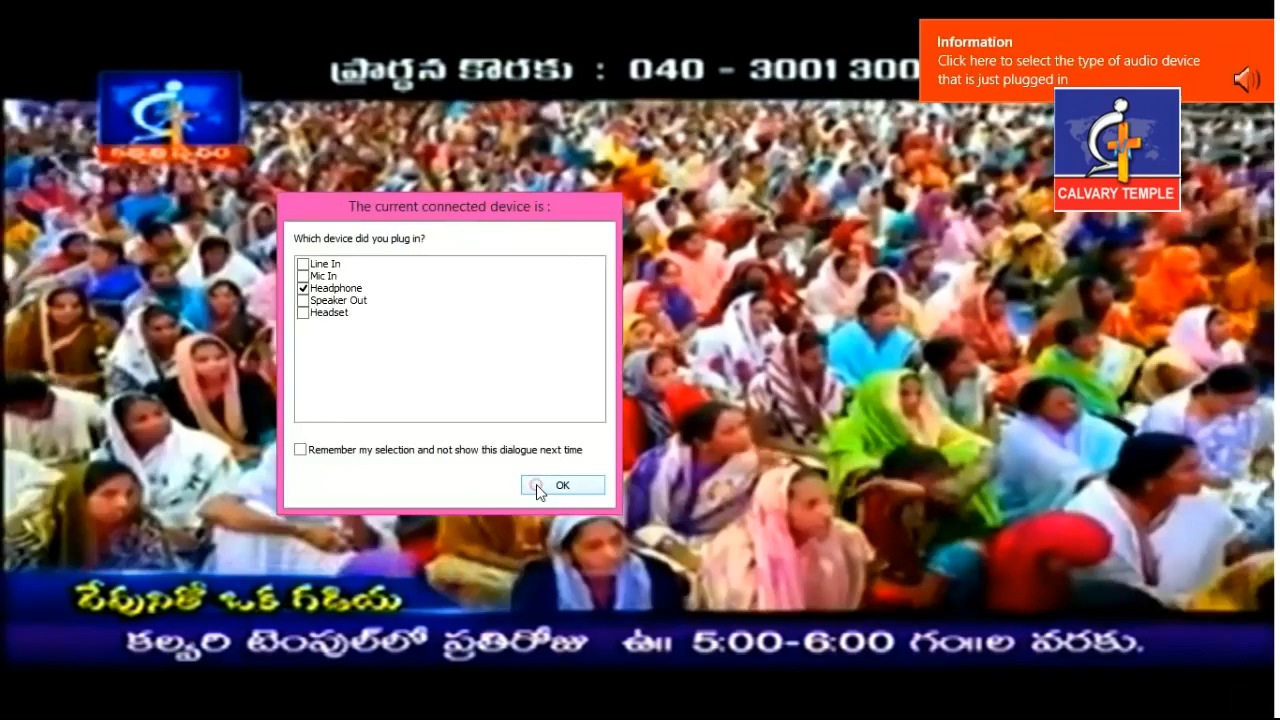 ప్రార్థన కొరకు : 040 - 3001 300
Information
Click here to select the type of audio device
that is just plugged in
CALVARY TEMPLE
The current connected device is :
Which device did you plug in?
Line In
Mic In
Headphone
Speaker Out
Headset
Remember my selection and not show this dialogue next time
OK
దేవునితో ఒక గడియ
కల్వరి టెంపుల్‌లో ప్రతిరోజు ఉ॥ 5:00-6:00 గం॥ల వరకు.